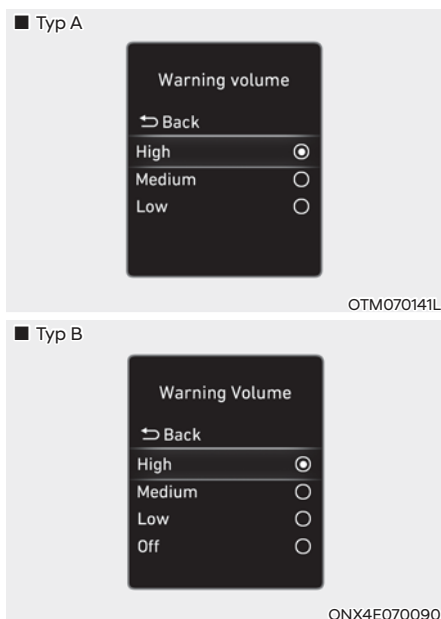 ■ Typ A
Warning volume
⮌ Back
High
Medium
Low
OTM070141L
■ Typ B
Warning Volume
⮌ Back
High
Medium
Low
Off
ONX4E070090